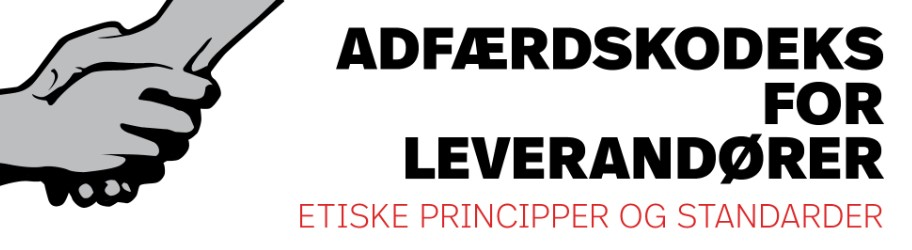 ADFÆRDSKODEKS
FOR
LEVERANDØRER
ETISKE PRINCIPPER OG STANDARDER